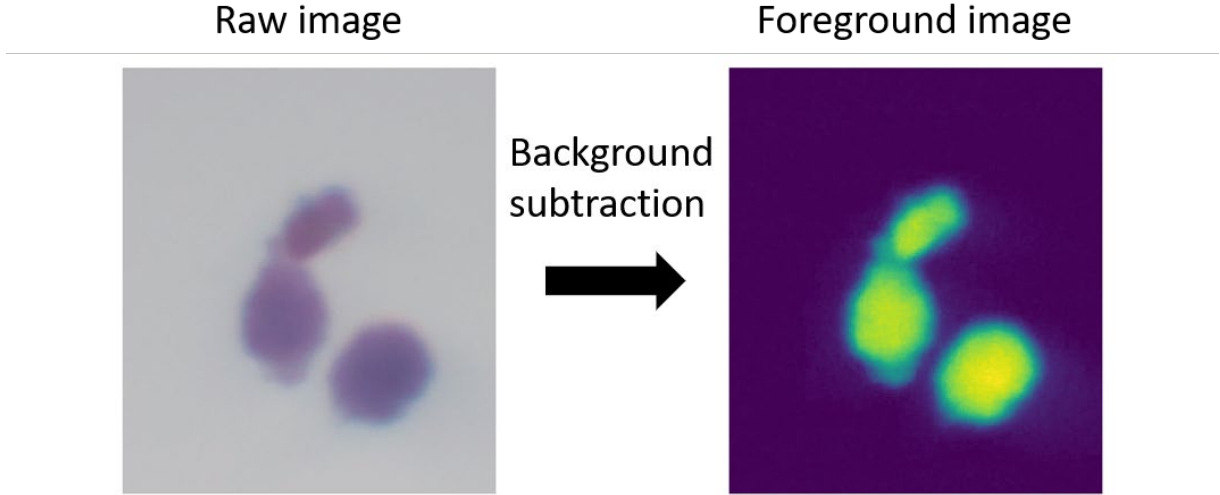 Raw image
Foreground image
Background
subtraction